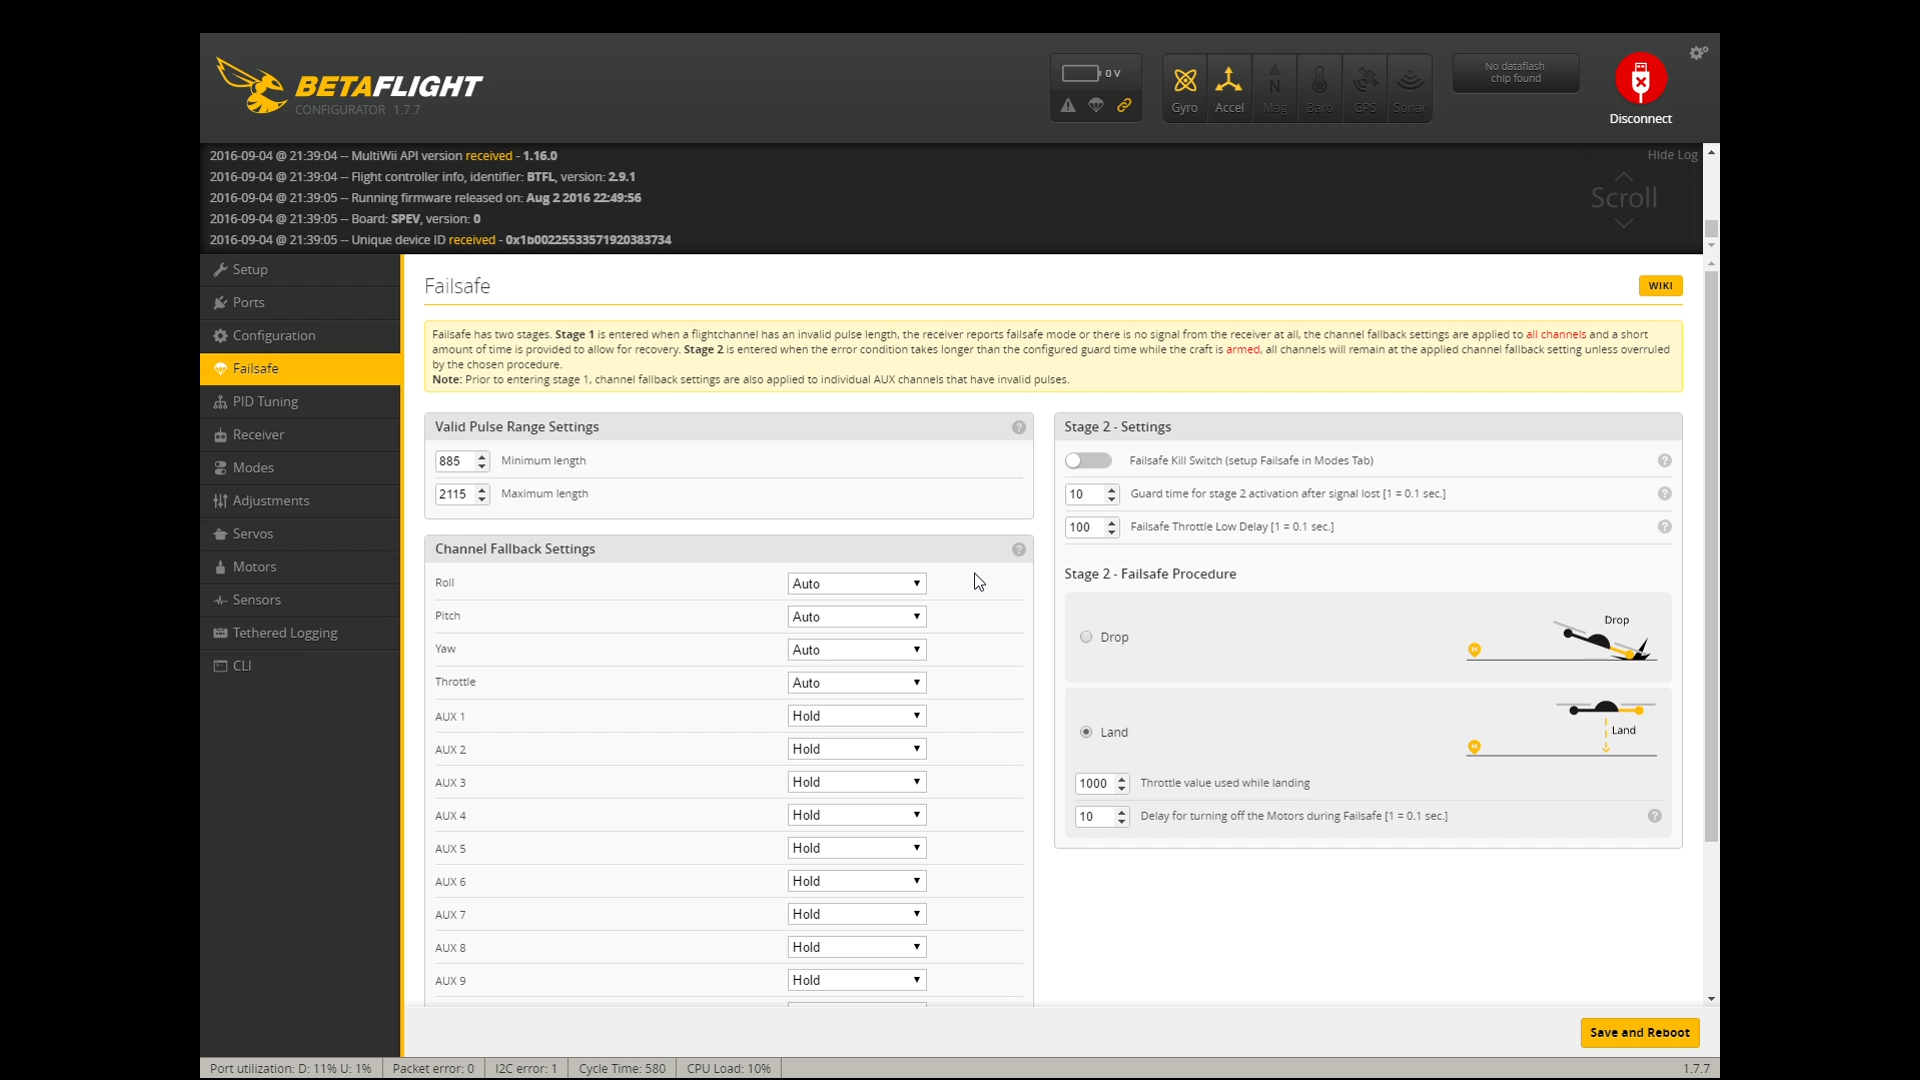 BETAFLIGHT
CONFIGURATOR 1.7.7
0 V
Gyro
Accel
Mag
Baro
GPS
Sonar
No dataflash
chip found
Disconnect
2016-09-04 @ 21:39:04 -- MultiWii API version received - 1.16.0
2016-09-04 @ 21:39:04 -- Flight controller info, identifier: BTFL, version: 2.9.1
2016-09-04 @ 21:39:05 -- Running firmware released on: Aug 2 2016 22:49:56
2016-09-04 @ 21:39:05 -- Board: SPEV, version: 0
2016-09-04 @ 21:39:05 -- Unique device ID received - 0x1b00225533571920383734
Hide Log
Scroll
Setup
Ports
Configuration
Failsafe
PID Tuning
Receiver
Modes
Adjustments
Servos
Motors
Sensors
Tethered Logging
CLI
Failsafe
WIKI
Failsafe has two stages. Stage 1 is entered when a flightchannel has an invalid pulse length, the receiver reports failsafe mode or there is no signal from the receiver at all, the channel fallback settings are applied to all channels and a short
amount of time is provided to allow for recovery. Stage 2 is entered when the error condition takes longer than the configured guard time while the craft is armed, all channels will remain at the applied channel fallback setting unless overruled
by the chosen procedure.
Note: Prior to entering stage 1, channel fallback settings are also applied to individual AUX channels that have invalid pulses.
Valid Pulse Range Settings
885 Minimum length
2115 Maximum length
Channel Fallback Settings
Roll Auto
Pitch Auto
Yaw Auto
Throttle Auto
AUX 1 Hold
AUX 2 Hold
AUX 3 Hold
AUX 4 Hold
AUX 5 Hold
AUX 6 Hold
AUX 7 Hold
AUX 8 Hold
AUX 9 Hold
Stage 2 - Settings
Failsafe Kill Switch (setup Failsafe in Modes Tab)
10 Guard time for stage 2 activation after signal lost [1 = 0.1 sec.]
100 Failsafe Throttle Low Delay [1 = 0.1 sec.]
Stage 2 - Failsafe Procedure
Drop
Drop
Land
Land
1000 Throttle value used while landing
10 Delay for turning off the Motors during Failsafe [1 = 0.1 sec.]
Save and Reboot
Port utilization: D: 11% U: 1%
Packet error: 0
I2C error: 1
Cycle Time: 580
CPU Load: 10%
1.7.7